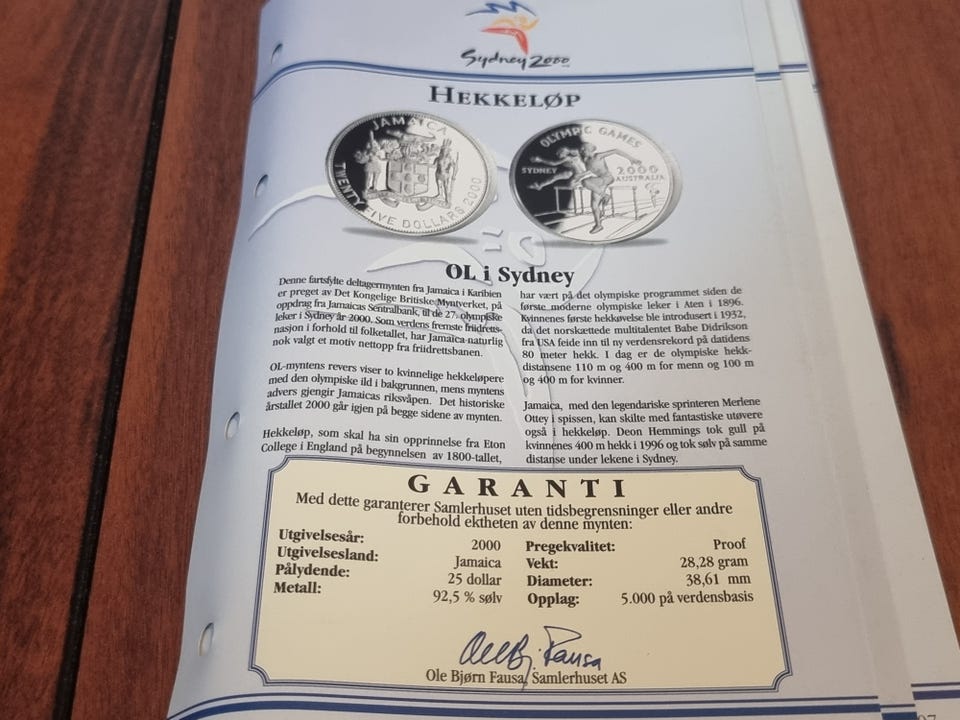 Sydney 2000
HEKKELØP
JAMAICA
TWENTY FIVE DOLLARS 2000
OLYMPIC GAMES
SYDNEY 2000
AUSTRALIA
OL i Sydney
Denne fartsfylte deltagermynten fra Jamaica i Karibien
er preget av Det Kongelige Britiske Myntverket, på
oppdrag fra Jamaicas Sentralbank, til de 27. olympiske
leker i Sydney år 2000. Som verdens fremste friidretts-
nasjon i forhold til folketallet, har Jamaica naturlig
nok valgt et motiv nettopp fra friidrettsbanen.
OL-myntens revers viser to kvinnelige hekkeløpere
med den olympiske ild i bakgrunnen, mens myntens
advers gjengir Jamaicas riksvåpen. Det historiske
årstallet 2000 går igjen på begge sidene av mynten.
Hekkeløp, som skal ha sin opprinnelse fra Eton
College i England på begynnelsen av 1800-tallet,
har vært på det olympiske programmet siden de
første moderne olympiske leker i Aten i 1896.
Kvinnenes første hekkøvelse ble introdusert i 1932,
da det norskættede multitalent Babe Didrikson
fra USA feide inn til ny verdensrekord på datidens
80 meter hekk. I dag er de olympiske hekk-
distansene 110 m og 400 m for menn og 100 m
og 400 m for kvinner.
Jamaica, med den legendariske sprinteren Merlene
Ottey i spissen, kan skilte med fantastiske utøvere
også i hekkeløp. Deon Hemmings tok gull på
kvinnenes 400 m hekk i 1996 og tok sølv på samme
distanse under lekene i Sydney.
GARANTI
Med dette garanterer Samlerhuset uten tidsbegrensninger eller andre
forbehold ektheten av denne mynten:
Utgivelsesår: 2000
Utgivelsesland: Jamaica
Pålydende: 25 dollar
Metall: 92,5 % sølv
Pregekvalitet: Proof
Vekt: 28,28 gram
Diameter: 38,61 mm
Opplag: 5.000 på verdensbasis
Ole Bj. Fausa
Ole Bjørn Fausa, Samlerhuset AS